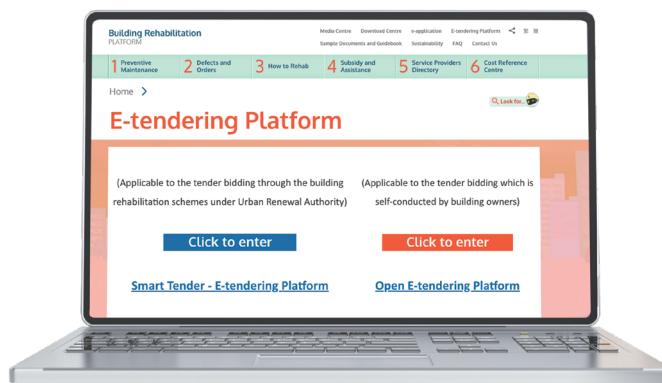 Building Rehabilitation
PLATFORM
Media Centre Download Centre e-application E-tendering Platform 繁 簡
Sample Documents and Guidebook Sustainability FAQ Contact Us
1 Preventive Maintenance
2 Defects and Orders
3 How to Rehab
4 Subsidy and Assistance
5 Service Providers Directory
6 Cost Reference Centre
Home >
Look for...
E-tendering Platform
(Applicable to the tender bidding through the building
rehabilitation schemes under Urban Renewal Authority)
Click to enter
Smart Tender - E-tendering Platform
(Applicable to the tender bidding which is
self-conducted by building owners)
Click to enter
Open E-tendering Platform